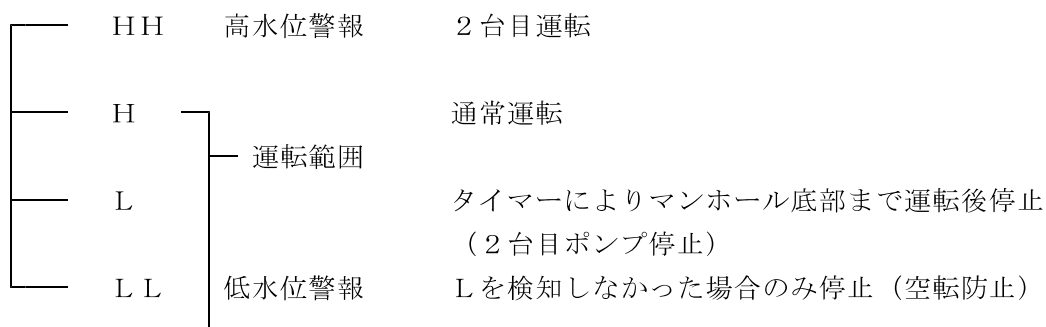 ＨＨ　高水位警報　２台目運転
Ｈ　通常運転
運転範囲
Ｌ　タイマーによりマンホール底部まで運転後停止
（２台目ポンプ停止）
ＬＬ　低水位警報　Ｌを検知しなかった場合のみ停止（空転防止）